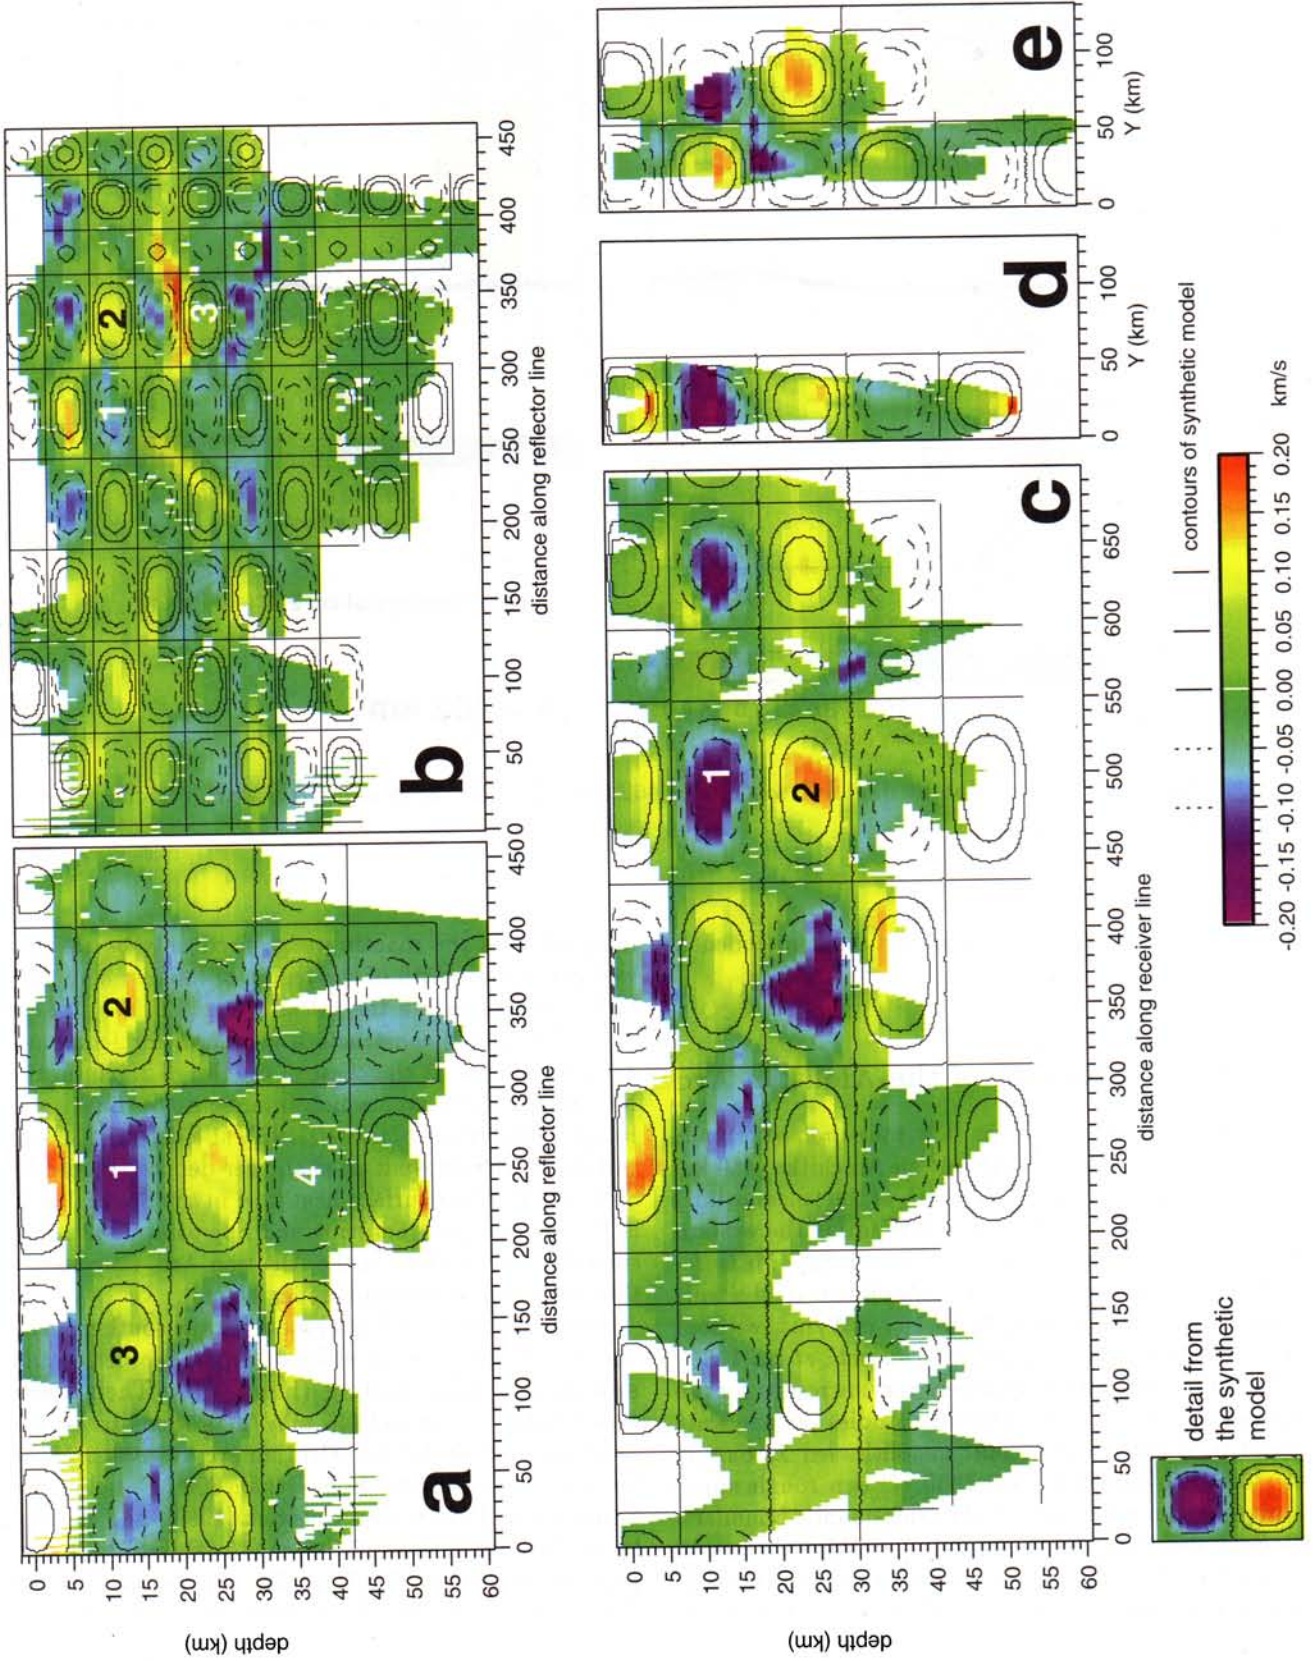 a
1
2
3
4
0 50 100 150 200 250 300 350 400 450
distance along reflector line
0 5 10 15 20 25 30 35 40 45 50 55 60
depth (km)
b
1
2
3
0 50 100 150 200 250 300 350 400 450
distance along reflector line
c
1
2
0 50 100 150 200 250 300 350 400 450 500 550 600 650
distance along receiver line
0 5 10 15 20 25 30 35 40 45 50 55 60
depth (km)
d
0 50 100
Y (km)
e
0 50 100
Y (km)
detail from
the synthetic
model
contours of synthetic model
-0.20 -0.15 -0.10 -0.05 0.00 0.05 0.10 0.15 0.20 km/s